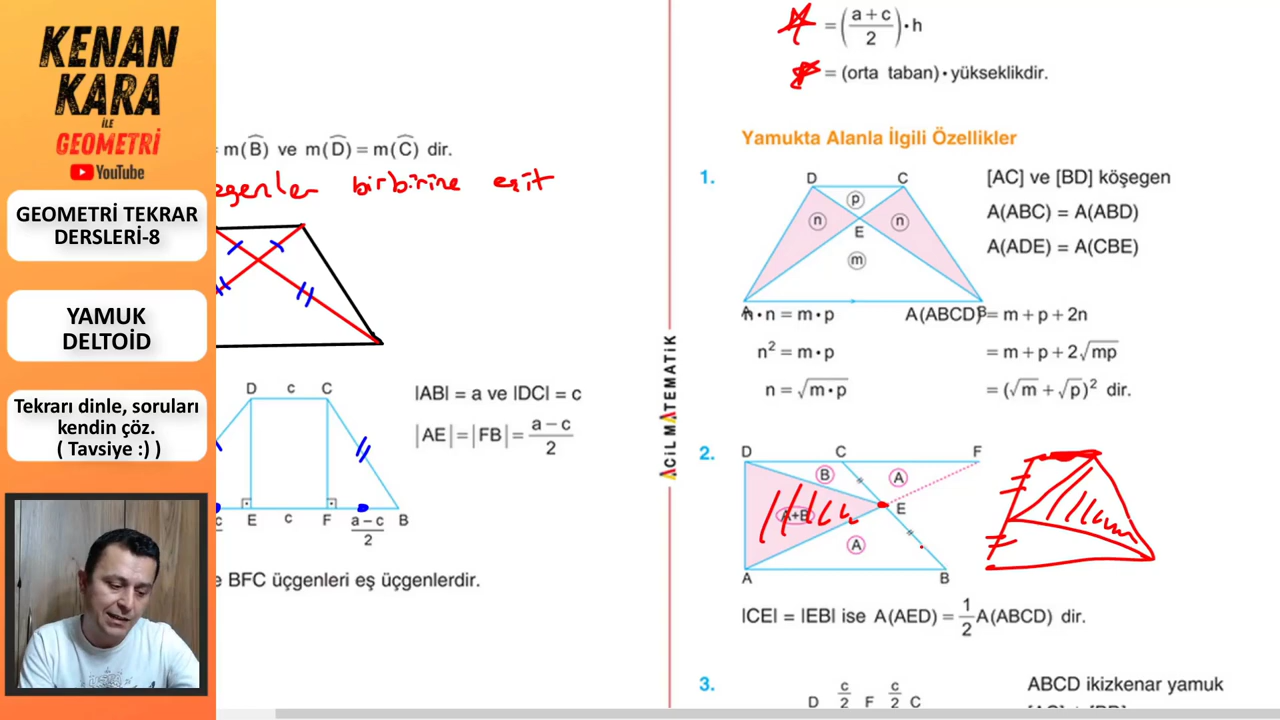 KENAN
KARA
İLE
GEOMETRİ
YouTube
GEOMETRİ TEKRAR
DERSLERİ-8
YAMUK
DELTOİD
Tekrarı dinle, soruları
kendin çöz.
( Tavsiye :) )
= m(B̂) ve m(D̂) = m(Ĉ) dir.
egenler birbirine eşit
D c C
|AB| = a ve |DC| = c
|AE| = |FB| = (a − c)/2
E c F (a−c)/2 B
e BFC üçgenleri eş üçgenlerdir.
AÇİL MATEMATİK
= ((a + c)/2) • h
= (orta taban) • yükseklikdir.
Yamukta Alanla İlgili Özellikler
1.
D C
p
n n
E
m
A B
[AC] ve [BD] köşegen
A(ABC) = A(ABD)
A(ADE) = A(CBE)
n • n = m • p
A(ABCD) = m + p + 2n
n² = m • p
= m + p + 2√mp
n = √m • p
= (√m + √p)² dir.
2.
D C F
B A
A+B E
A
A B
|CE| = |EB| ise A(AED) = 1/2 A(ABCD) dir.
3.
D c/2 F c/2 C
ABCD ikizkenar yamuk